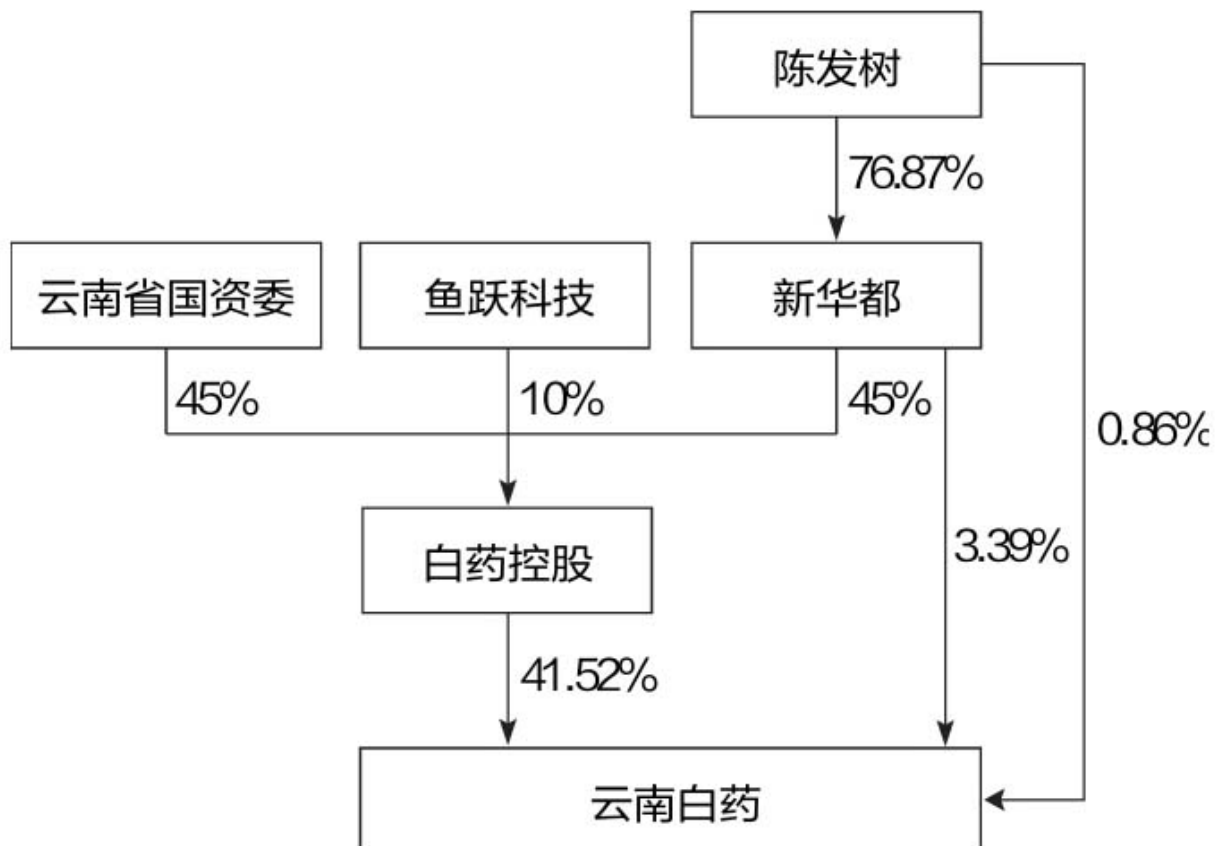 陈发树
76.87%
云南省国资委
鱼跃科技
新华都
45%
10%
45%
0.86%
3.39%
白药控股
41.52%
云南白药